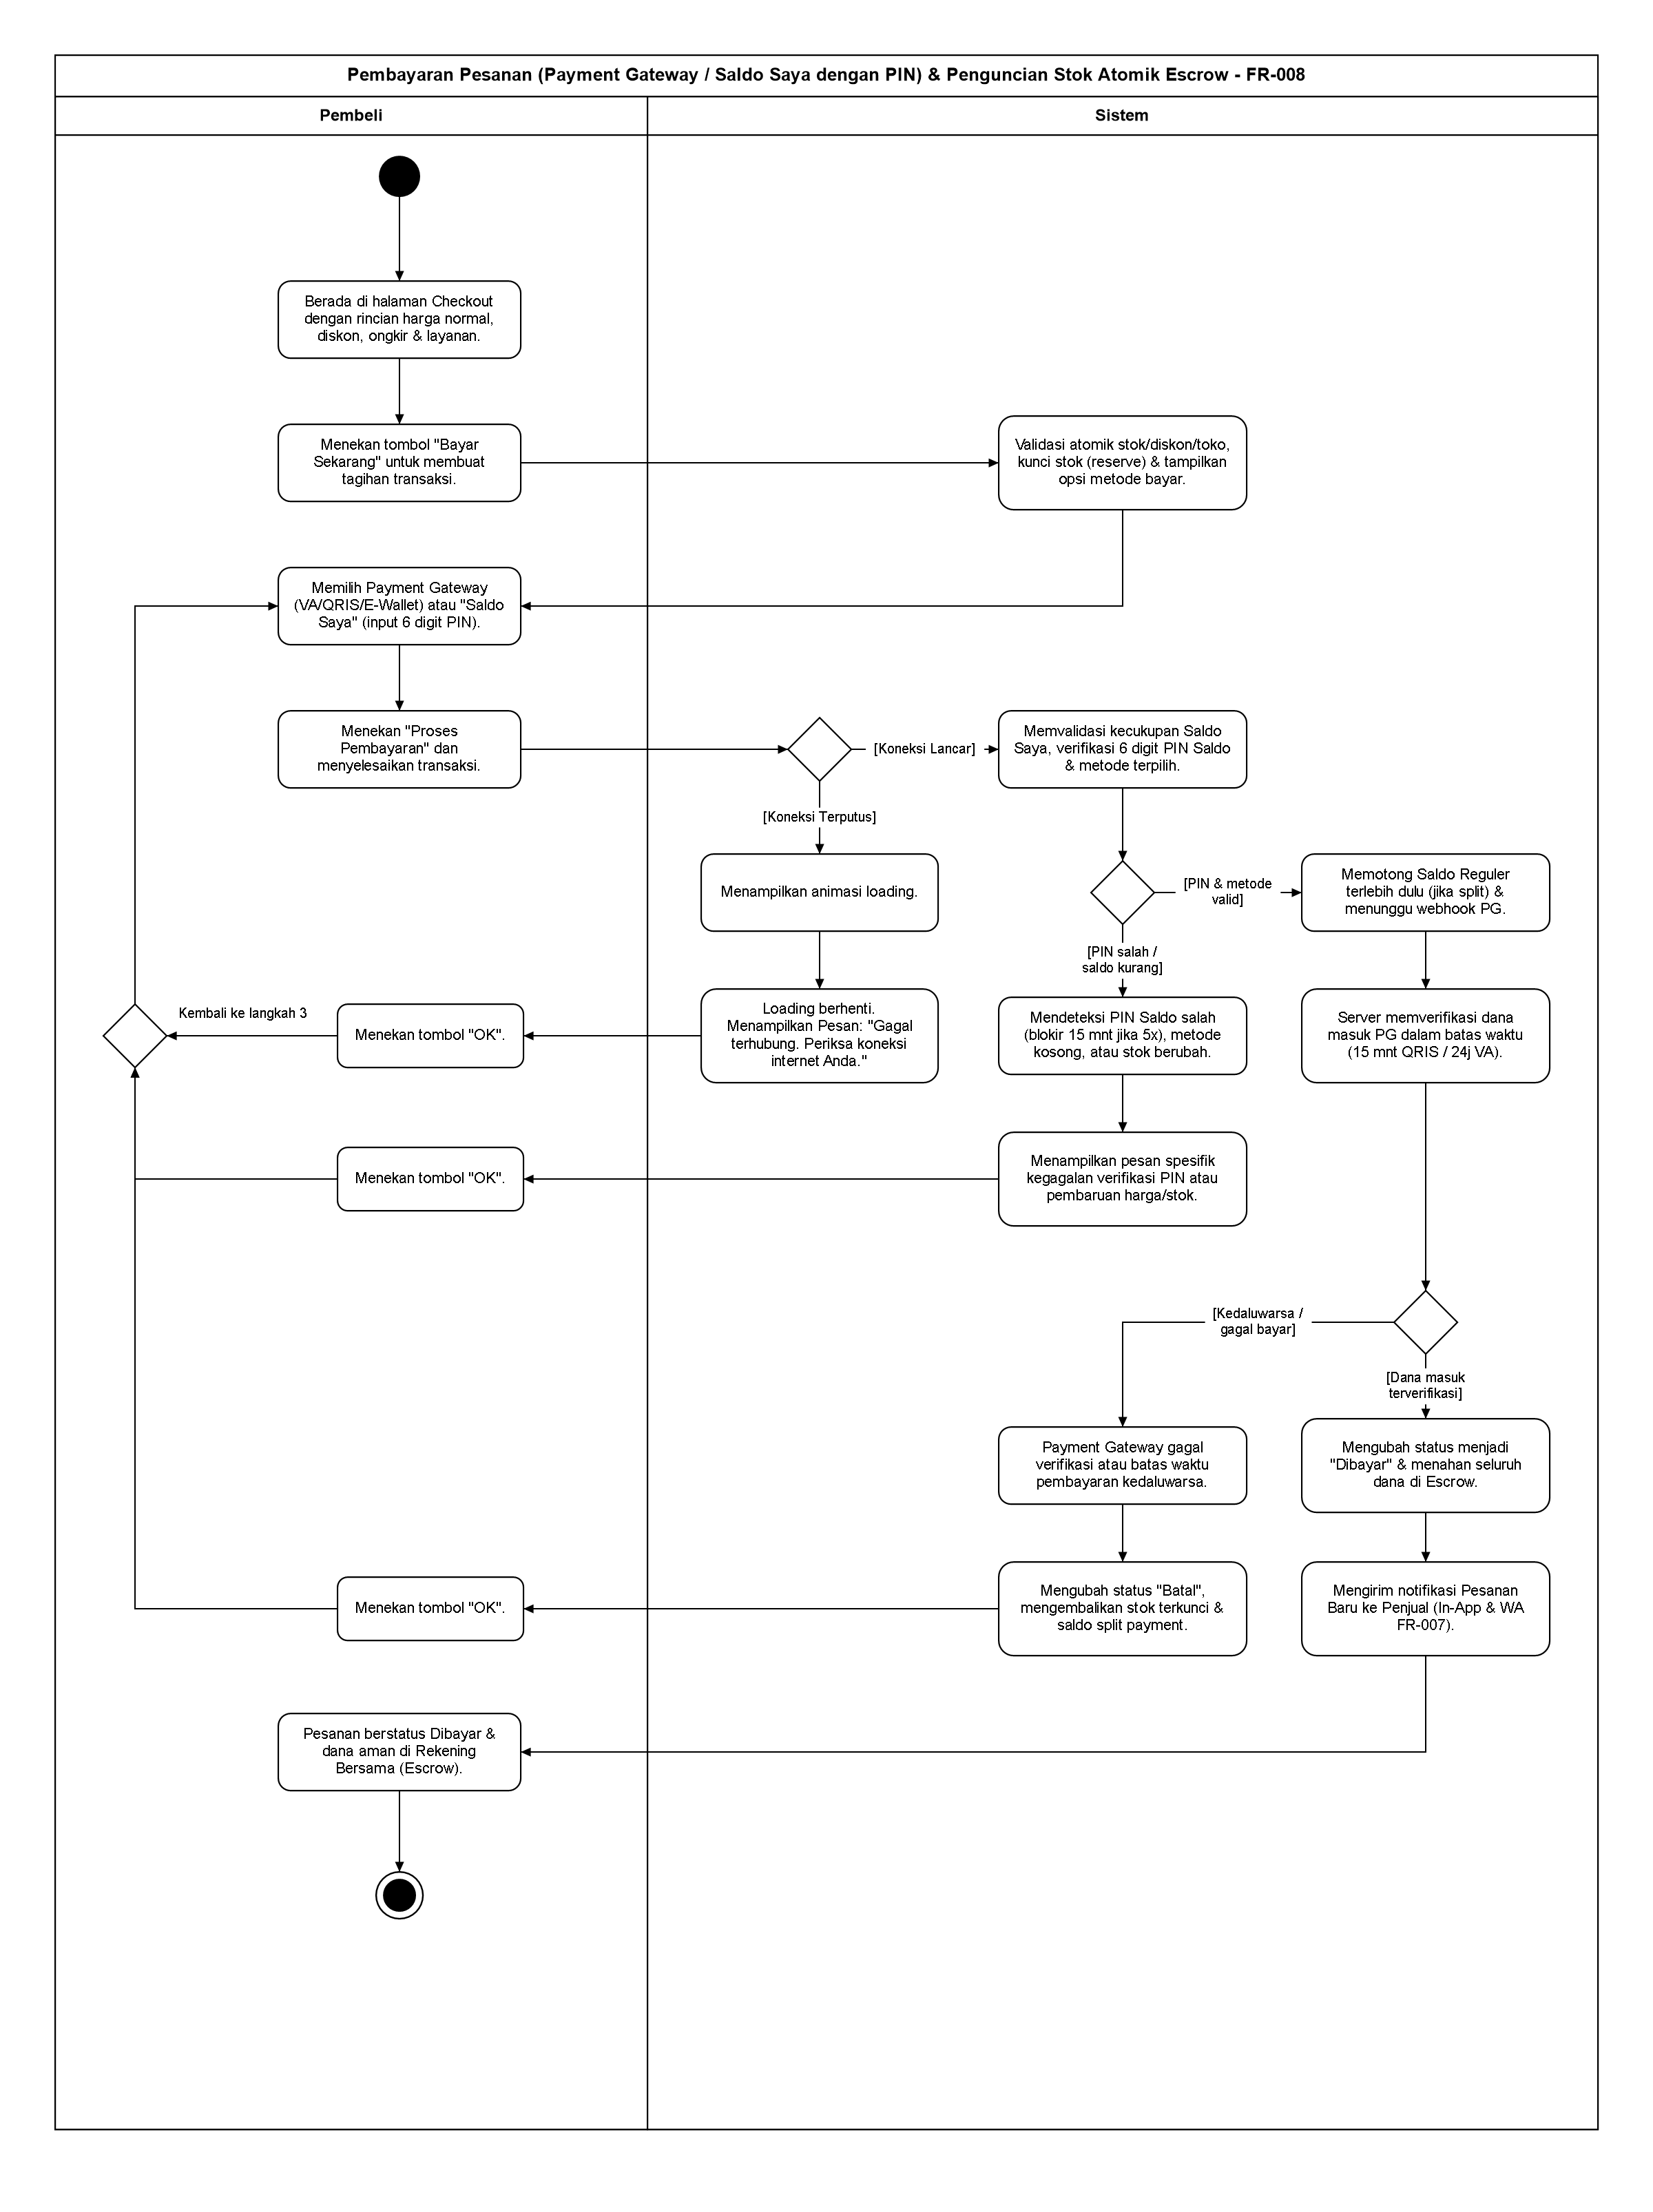 Pembayaran Pesanan (Payment Gateway / Saldo Saya dengan PIN) & Penguncian Stok Atomik Escrow - FR-008
Pembeli
Sistem
Berada di halaman Checkout
dengan rincian harga normal,
diskon, ongkir & layanan.
Menekan tombol "Bayar
Sekarang" untuk membuat
tagihan transaksi.
Validasi atomik stok/diskon/toko,
kunci stok (reserve) & tampilkan
opsi metode bayar.
Memilih Payment Gateway
(VA/QRIS/E-Wallet) atau "Saldo
Saya" (input 6 digit PIN).
Menekan "Proses
Pembayaran" dan
menyelesaikan transaksi.
[Koneksi Lancar]
Memvalidasi kecukupan Saldo
Saya, verifikasi 6 digit PIN Saldo
& metode terpilih.
[Koneksi Terputus]
Menampilkan animasi loading.
[PIN & metode
valid]
Memotong Saldo Reguler
terlebih dulu (jika split) &
menunggu webhook PG.
[PIN salah /
saldo kurang]
Kembali ke langkah 3
Menekan tombol "OK".
Loading berhenti.
Menampilkan Pesan: "Gagal
terhubung. Periksa koneksi
internet Anda."
Mendeteksi PIN Saldo salah
(blokir 15 mnt jika 5x), metode
kosong, atau stok berubah.
Server memverifikasi dana
masuk PG dalam batas waktu
(15 mnt QRIS / 24j VA).
Menekan tombol "OK".
Menampilkan pesan spesifik
kegagalan verifikasi PIN atau
pembaruan harga/stok.
[Kedaluwarsa /
gagal bayar]
[Dana masuk
terverifikasi]
Payment Gateway gagal
verifikasi atau batas waktu
pembayaran kedaluwarsa.
Mengubah status menjadi
"Dibayar" & menahan seluruh
dana di Escrow.
Menekan tombol "OK".
Mengubah status "Batal",
mengembalikan stok terkunci &
saldo split payment.
Mengirim notifikasi Pesanan
Baru ke Penjual (In-App & WA
FR-007).
Pesanan berstatus Dibayar &
dana aman di Rekening
Bersama (Escrow).